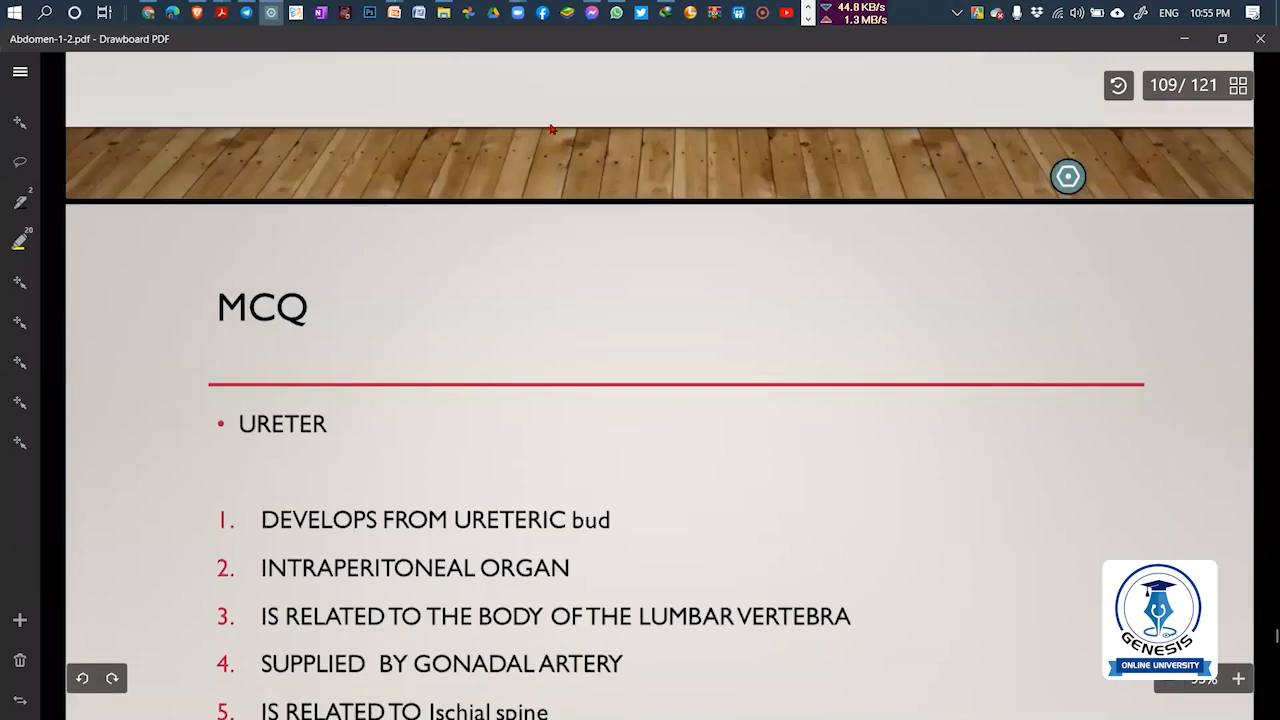 44.8 KB/s
1.3 MB/s
ENG
10:55 PM
Abdomen-1-2.pdf - Drawboard PDF
109/ 121
2
20
MCQ
• URETER
1. DEVELOPS FROM URETERIC bud
2. INTRAPERITONEAL ORGAN
3. IS RELATED TO THE BODY OF THE LUMBAR VERTEBRA
4. SUPPLIED BY GONADAL ARTERY
5. IS RELATED TO Ischial spine
GENESIS
ONLINE UNIVERSITY